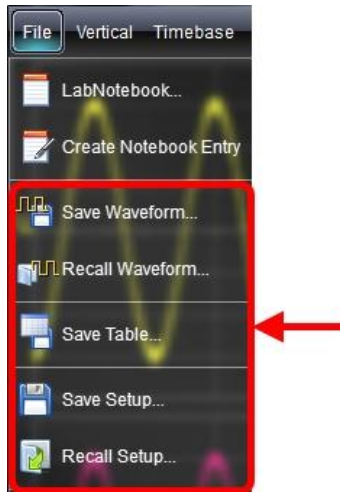 File Vertical Timebase
LabNotebook...
Create Notebook Entry
Save Waveform...
Recall Waveform...
Save Table...
Save Setup...
Recall Setup...